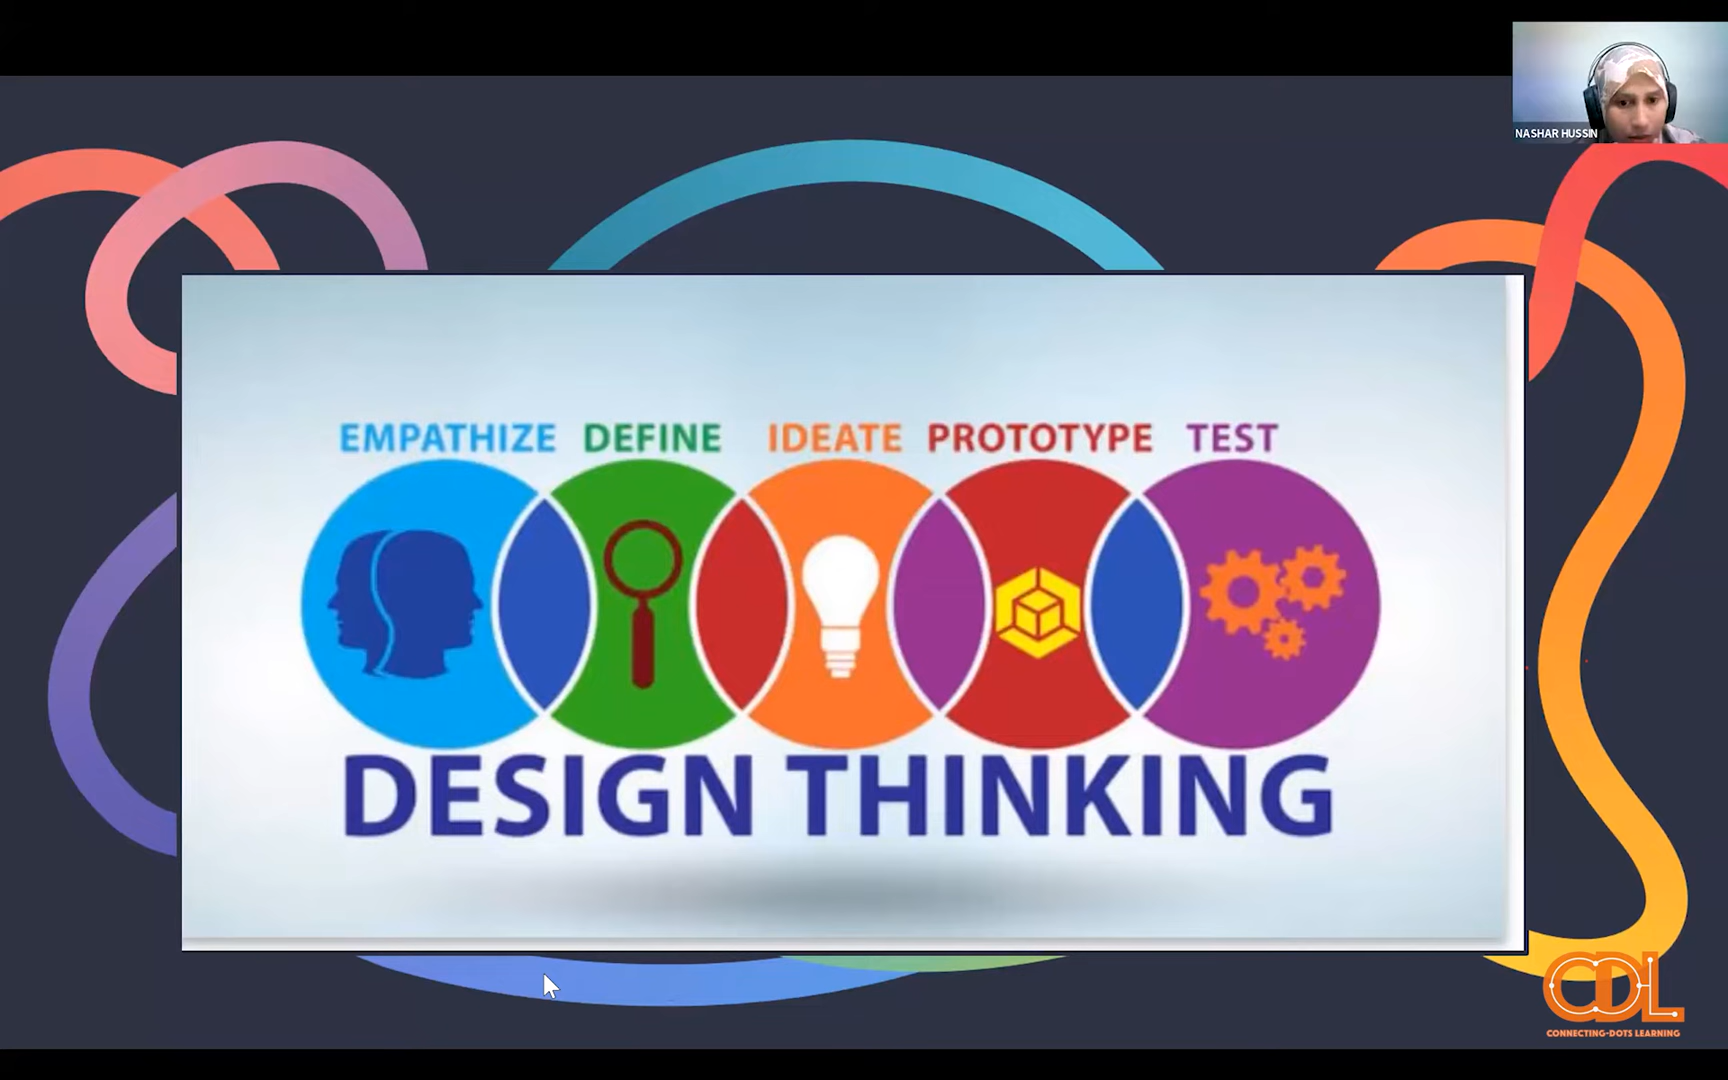 NASHAR HUSSIN
EMPATHIZE DEFINE IDEATE PROTOTYPE TEST
DESIGN THINKING
CDL
CONNECTING-DOTS LEARNING